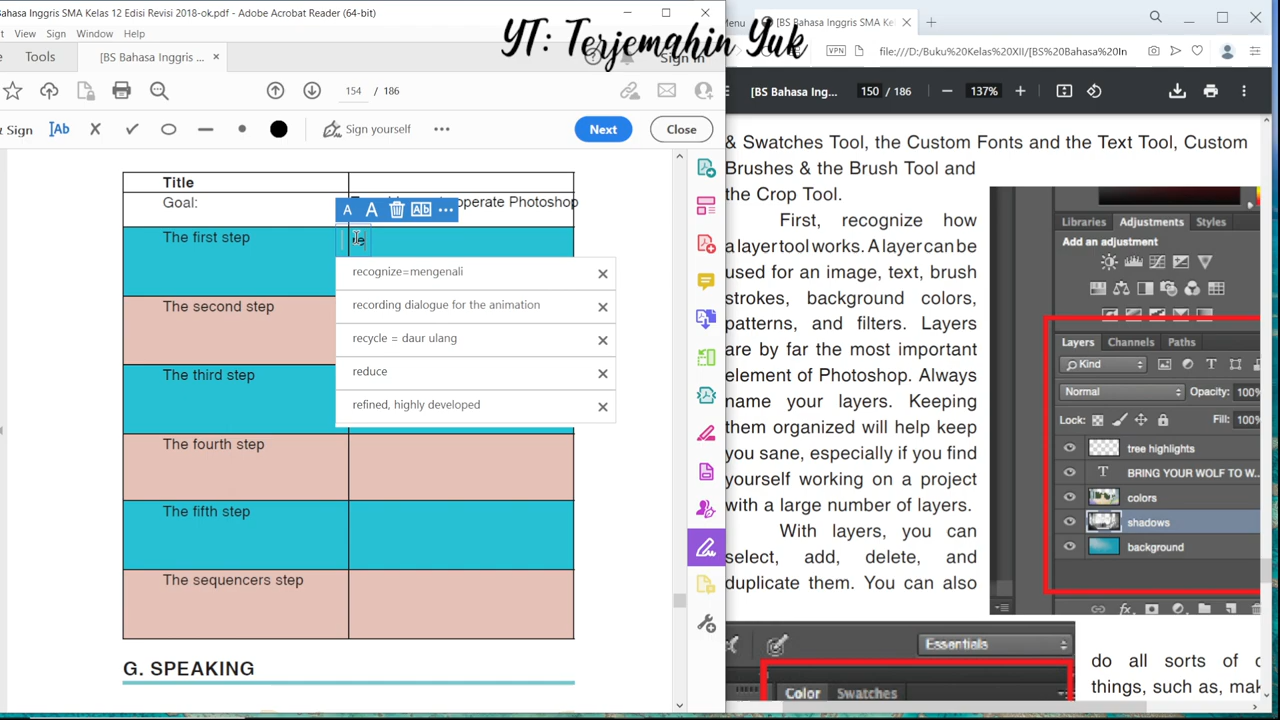 Bahasa Inggris SMA Kelas 12 Edisi Revisi 2018-ok.pdf - Adobe Acrobat Reader (64-bit)
YT: Terjemahin Yuk
View Sign Window Help
Tools
[BS Bahasa Inggris ... ×
Sign In
154 / 186
Sign
Ab
Sign yourself
Next
Close
Title
Goal:
operate Photoshop
The first step
re
recognize=mengenali
recording dialogue for the animation
recycle = daur ulang
reduce
refined, highly developed
The second step
The third step
The fourth step
The fifth step
The sequencers step
G. SPEAKING
Menu
[BS Bahasa Inggris SMA Ke
VPN
file:///D:/Buku%20Kelas%20XII/[BS%20Bahasa%20In
[BS Bahasa Ing...
150 / 186
137%
& Swatches Tool, the Custom Fonts and the Text Tool, Custom
Brushes & the Brush Tool and
the Crop Tool.
First, recognize how
a layer tool works. A layer can be
used for an image, text, brush
strokes, background colors,
patterns, and filters. Layers
are by far the most important
element of Photoshop. Always
name your layers. Keeping
them organized will help keep
you sane, especially if you find
yourself working on a project
with a large number of layers.
With layers, you can
select, add, delete, and
duplicate them. You can also
Libraries Adjustments Styles
Add an adjustment
Layers Channels Paths
Kind
Normal
Opacity: 100%
Lock:
Fill: 100%
tree highlights
BRING YOUR WOLF TO W...
colors
shadows
background
Essentials
Color Swatches
do all sorts of
things, such as, mak